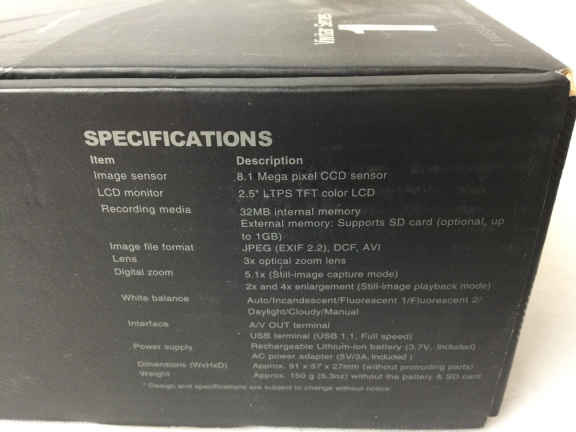 Vivitar Series
1
SPECIFICATIONS
Item Description
Image sensor 8.1 Mega pixel CCD sensor
LCD monitor 2.5" LTPS TFT color LCD
Recording media 32MB internal memory
External memory: Supports SD card (optional, up
to 1GB)
Image file format JPEG (EXIF 2.2), DCF, AVI
Lens 3x optical zoom lens
Digital zoom 5.1x (Still-image capture mode)
2x and 4x enlargement (Still-image playback mode)
White balance Auto/Incandescent/Fluorescent 1/Fluorescent 2/
Daylight/Cloudy/Manual
Interface A/V OUT terminal
USB terminal (USB 1.1, Full speed)
Power supply Rechargeable Lithium-ion battery (3.7V, Included)
AC power adapter (5V/3A, Included )
Dimensions (WxHxD) Approx. 91 x 57 x 27mm (without protruding parts)
Weight Approx. 150 g (5.3oz) without the battery & SD card
* Design and specifications are subject to change without notice